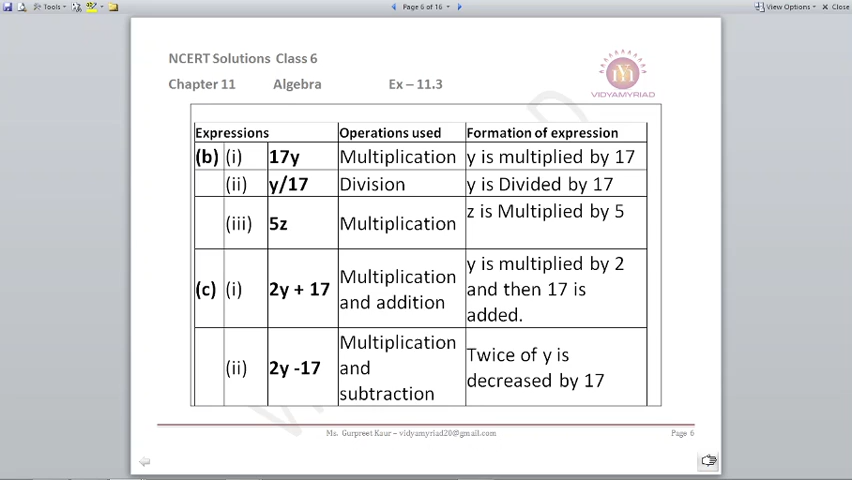 Tools
Page 6 of 16
View Options
Close
NCERT Solutions Class 6
Chapter 11 Algebra Ex – 11.3
VIDYAMYRIAD
Expressions Operations used Formation of expression
(b) (i) 17y Multiplication y is multiplied by 17
(ii) y/17 Division y is Divided by 17
(iii) 5z Multiplication z is Multiplied by 5
(c) (i) 2y + 17 Multiplication and addition y is multiplied by 2 and then 17 is added.
(ii) 2y -17 Multiplication and subtraction Twice of y is decreased by 17
Ms. Gurpreet Kaur – vidyamyriad20@gmail.com
Page 6